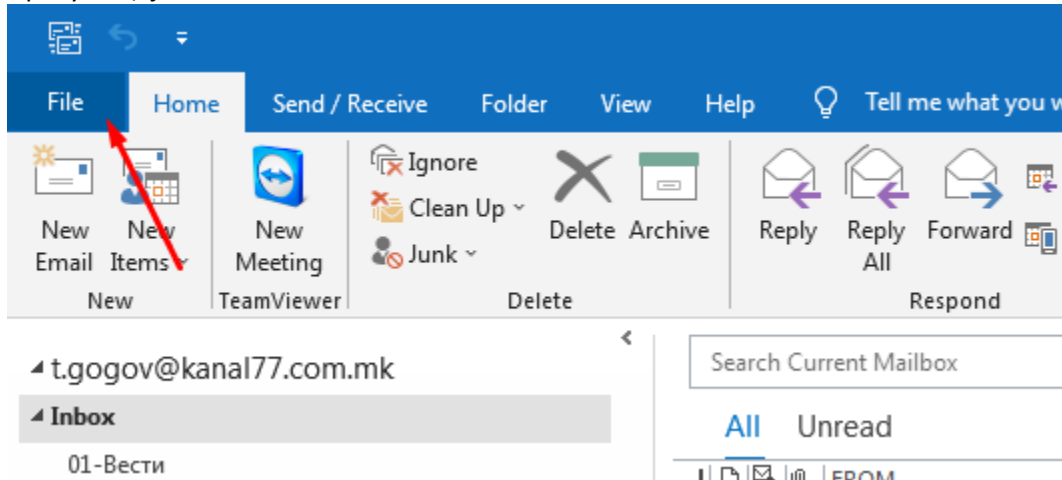 File Home Send / Receive Folder View Help Tell me what you w
Ignore
Clean Up
Junk
New Email
New Items
New Meeting
Delete Archive
Reply
Reply All
Forward
New TeamViewer Delete Respond
t.gogov@kanal77.com.mk
Search Current Mailbox
Inbox
All Unread
01-Вести
FROM